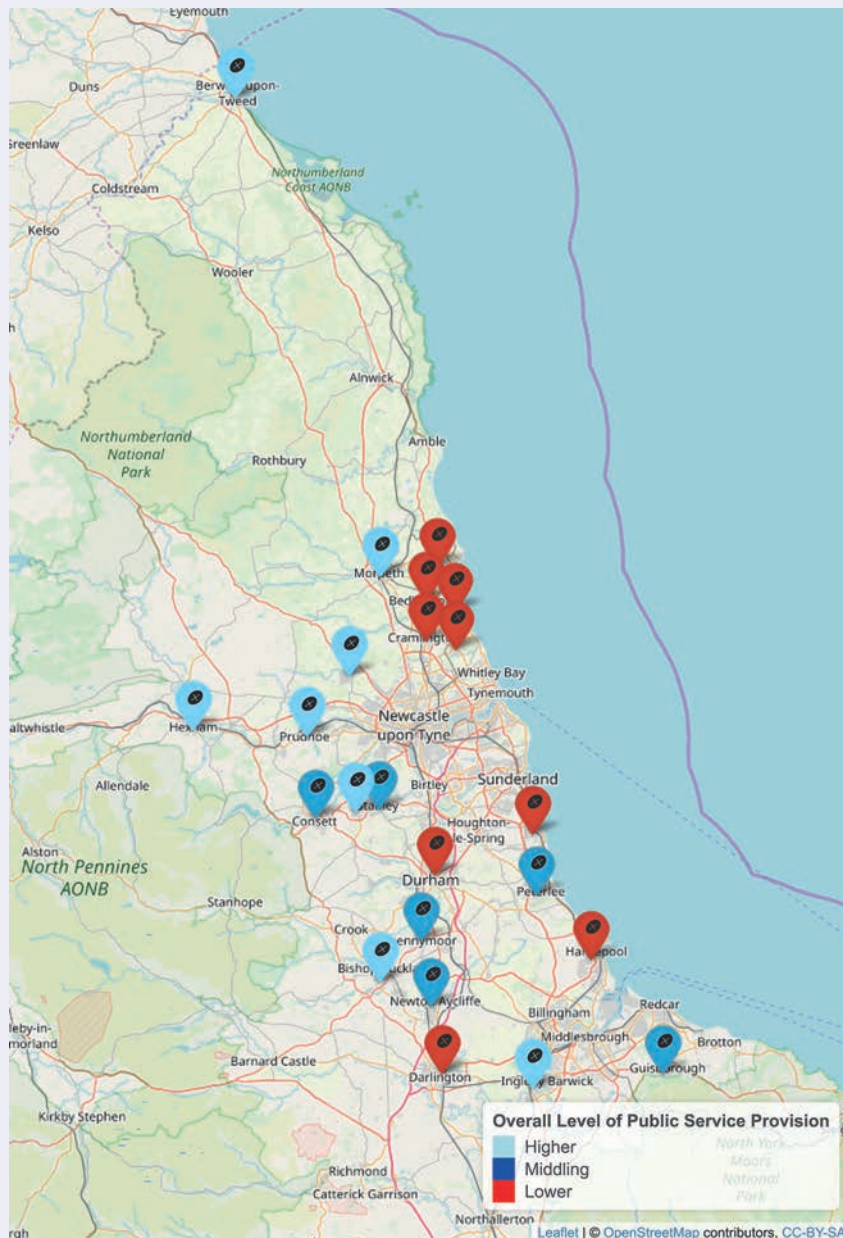 Eyemouth
Duns
Tweed
Greenlaw
Northumberland
Coast AONB
Coldstream
Kelso
Wooler
Alnwick
Northumberland
National
Park
Amble
Rothbury
Morpeth
Cramlington
Whitley Bay
Tynemouth
Newcastle
upon Tyne
Hexham
Prudhoe
Allendale
Birtley
Sunderland
Consett
Stanley
Houghton-
le-Spring
Alston
North Pennines
AONB
Durham
Stanhope
Peterlee
Crook
Hartlepool
Newton Aycliffe
Billingham
Redcar
Middlesbrough
Brotton
Barnard Castle
Darlington
Ingleby Barwick
Guisborough
Kirkby Stephen
Overall Level of Public Service Provision
Higher
Middling
Lower
North York
Moors
National
Park
Richmond
Catterick Garrison
Northallerton
Leaflet | © OpenStreetMap contributors, CC-BY-SA